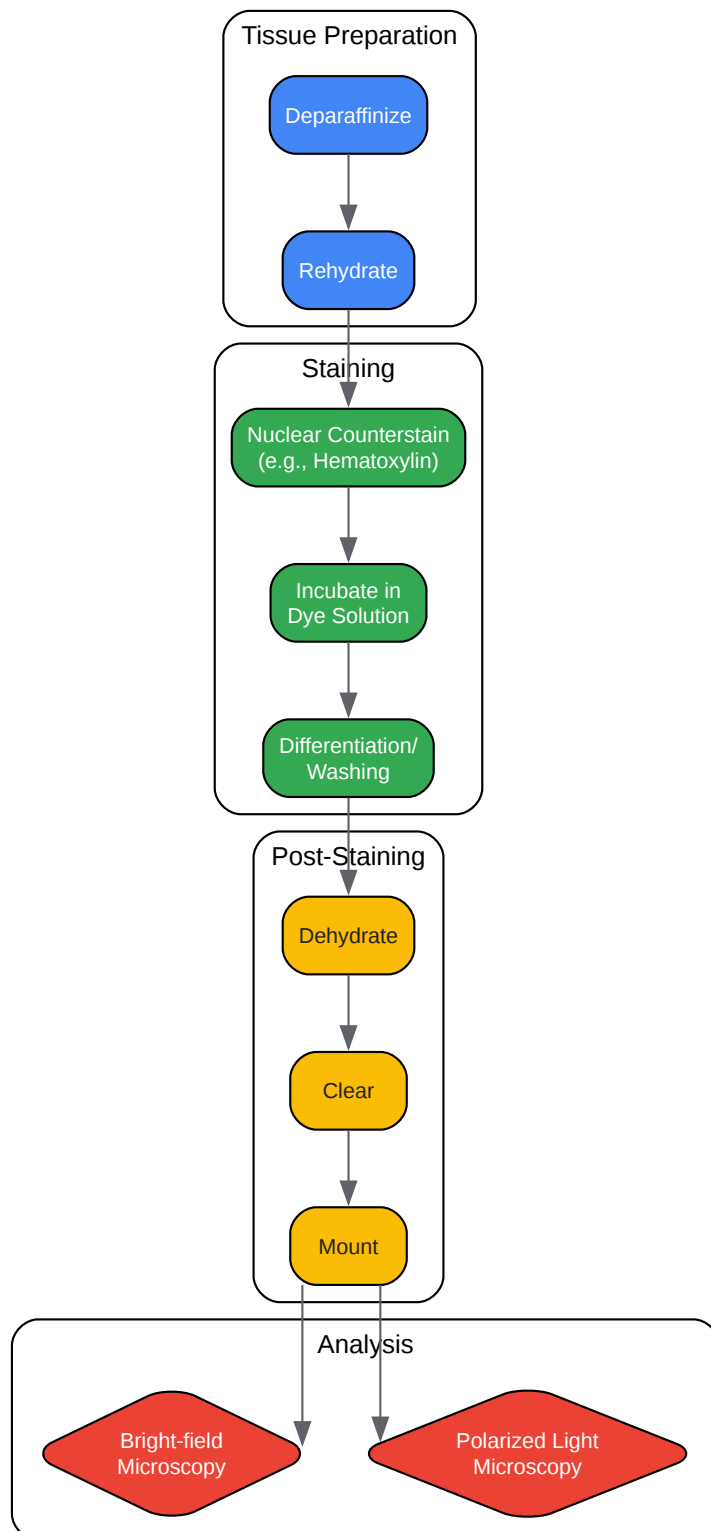 Tissue Preparation
Deparaffinize
Rehydrate
Staining
Nuclear Counterstain
(e.g., Hematoxylin)
Incubate in
Dye Solution
Differentiation/
Washing
Post-Staining
Dehydrate
Clear
Mount
Analysis
Bright-field
Microscopy
Polarized Light
Microscopy